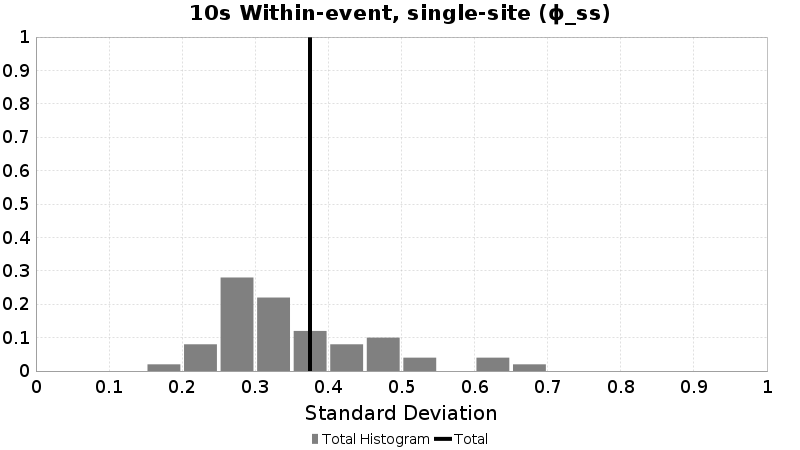 10s Within-event, single-site (ϕ_ss)
1
0.9
0.8
0.7
0.6
0.5
0.4
0.3
0.2
0.1
0
0 0.1 0.2 0.3 0.4 0.5 0.6 0.7 0.8 0.9 1
Standard Deviation
Total Histogram Total